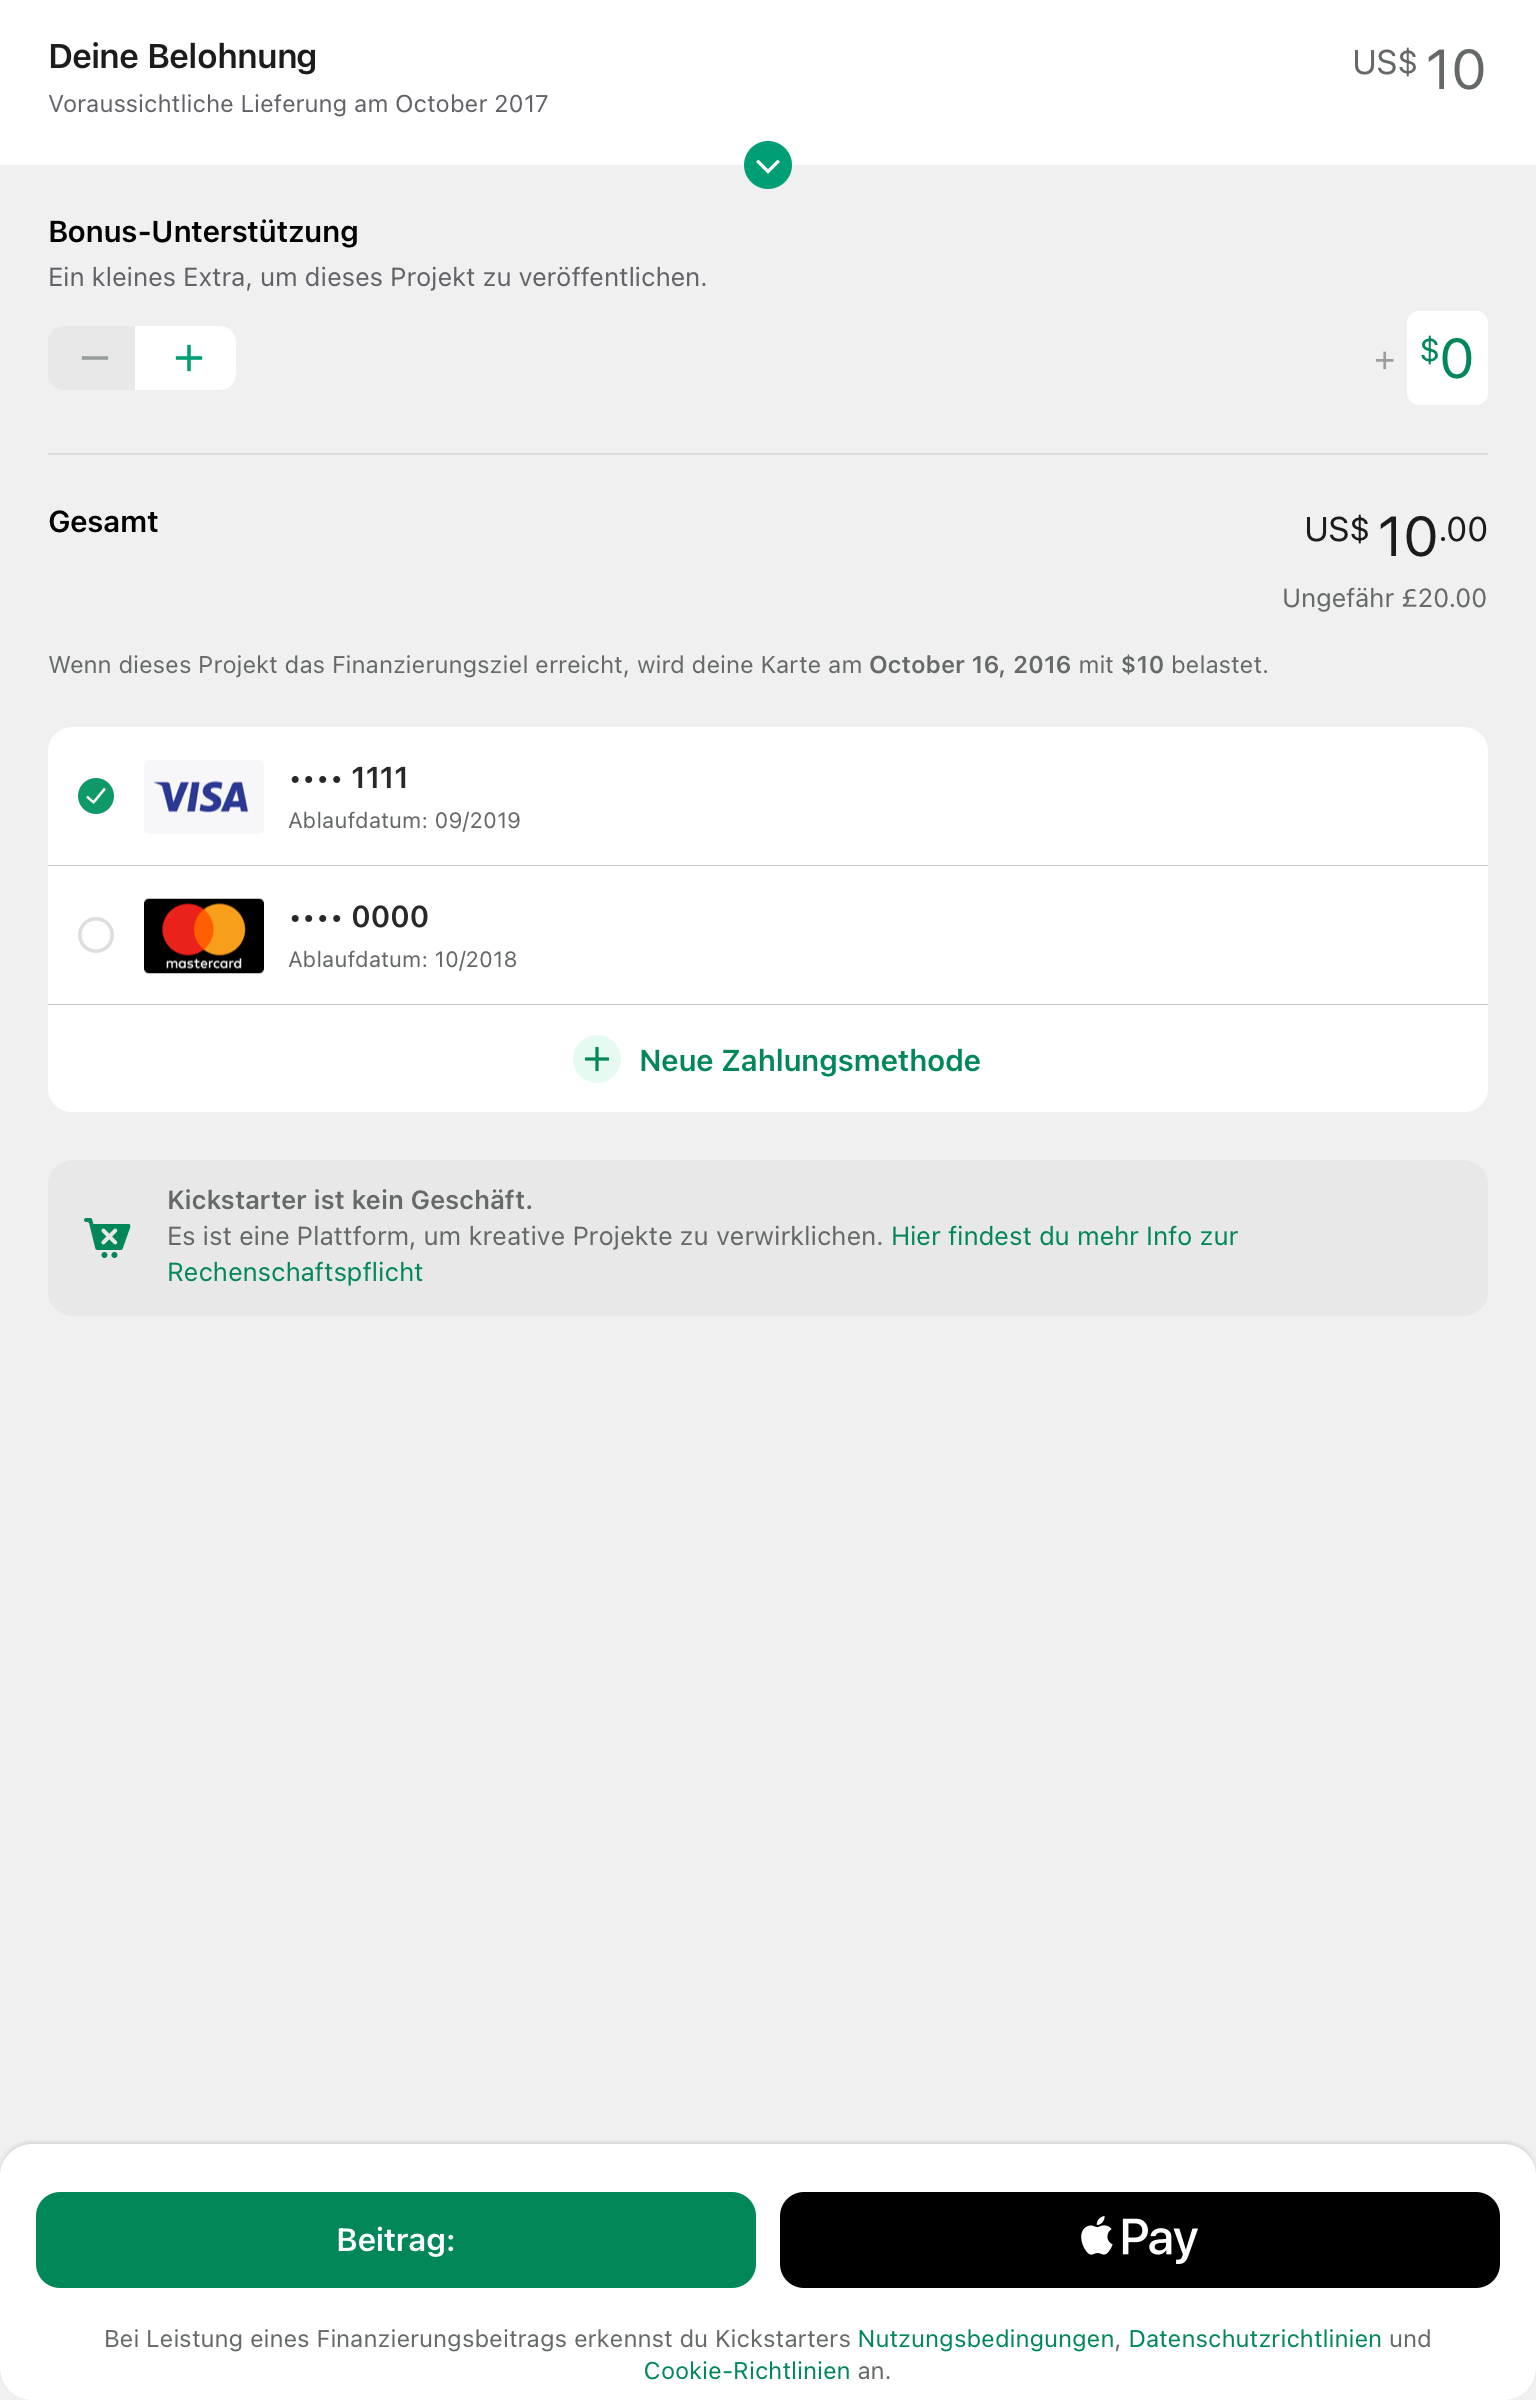 Deine Belohnung
US$ 10
Voraussichtliche Lieferung am October 2017
Bonus-Unterstützung
Ein kleines Extra, um dieses Projekt zu veröffentlichen.
− +
+ $0
Gesamt
US$ 10.00
Ungefähr £20.00
Wenn dieses Projekt das Finanzierungsziel erreicht, wird deine Karte am October 16, 2016 mit $10 belastet.
VISA
•••• 1111
Ablaufdatum: 09/2019
mastercard
•••• 0000
Ablaufdatum: 10/2018
+ Neue Zahlungsmethode
Kickstarter ist kein Geschäft.
Es ist eine Plattform, um kreative Projekte zu verwirklichen. Hier findest du mehr Info zur
Rechenschaftspflicht
Beitrag:
Pay
Bei Leistung eines Finanzierungsbeitrags erkennst du Kickstarters Nutzungsbedingungen, Datenschutzrichtlinien und
Cookie-Richtlinien an.